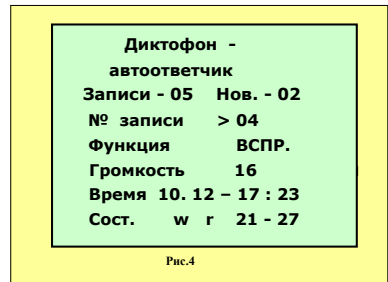 Диктофон -
автоответчик
Записи - 05 Нов. - 02
№ записи > 04
Функция ВСПР.
Громкость 16
Время 10. 12 – 17 : 23
Сост. w r 21 - 27
Рис.4